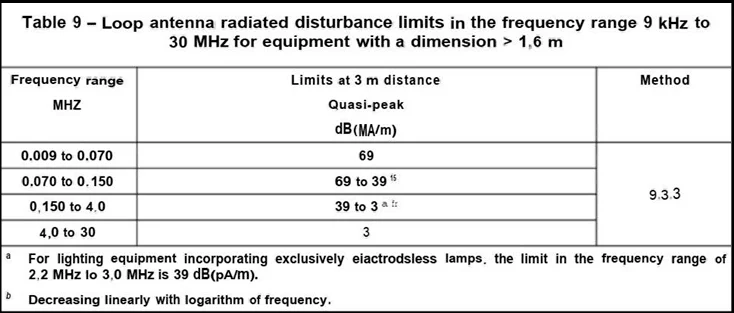 Table 9 – Loop antenna radiated disturbance limits in the frequency range 9 kHz to
30 MHz for equipment with a dimension > 1,6 m
Frequency range
MHZ
Limits at 3 m distance
Quasi-peak
dB(MA/m)
Method
0.009 to 0.070
69
0.070 to 0.150
69 to 39
0,150 to 4.0
39 to 3 a
4,0 to 30
3
9.3.3
a For lighting equipment incorporating exclusively eiactrodsless lamps. the limit in the frequency range of
2,2 MHz lo 3,0 MHz is 39 dB(pA/m).
b Decreasing linearly with logarithm of frequency.